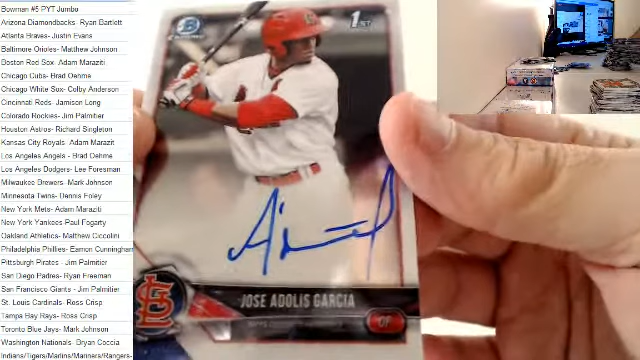 Bowman #5 PYT Jumbo
Arizona Diamondbacks- Ryan Bartlett
Atlanta Braves- Justin Evans
Baltimore Orioles- Matthew Johnson
Boston Red Sox- Adam Maraziti
Chicago Cubs- Brad Oehme
Chicago White Sox- Colby Anderson
Cincinnati Reds- Jamison Long
Colorado Rockies- Jim Palmitier
Houston Astros- Richard Singleton
Kansas City Royals- Adam Marazit
Los Angeles Angels - Brad Oehme
Los Angeles Dodgers - Lee Foresman
Milwaukee Brewers- Mark Johnson
Minnesota Twins- Dennis Foley
New York Mets- Adam Maraziti
New York Yankees- Paul Fogarty
Oakland Athletics- Matthew Ciccolini
Philadelphia Phillies- Eamon Cunningham
Pittsburgh Pirates - Jim Palmitier
San Diego Padres- Ryan Freeman
San Francisco Giants - Jim Palmitier
St. Louis Cardinals- Ross Crisp
Tampa Bay Rays- Ross Crisp
Toronto Blue Jays- Mark Johnson
Washington Nationals- Bryan Coccia
Indians/Tigers/Marlins/Mariners/Rangers-
1ST
JOSE ADOLIS GARCIA
OF